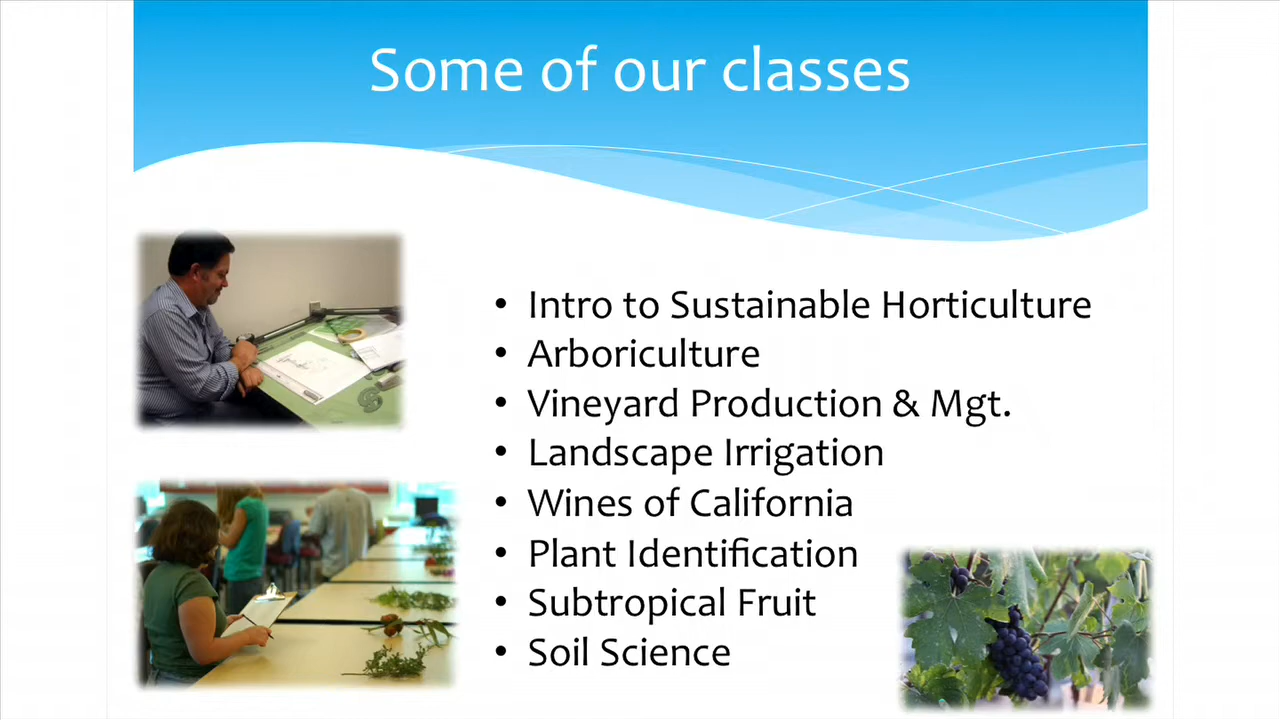 Some of our classes
• Intro to Sustainable Horticulture
• Arboriculture
• Vineyard Production & Mgt.
• Landscape Irrigation
• Wines of California
• Plant Identification
• Subtropical Fruit
• Soil Science